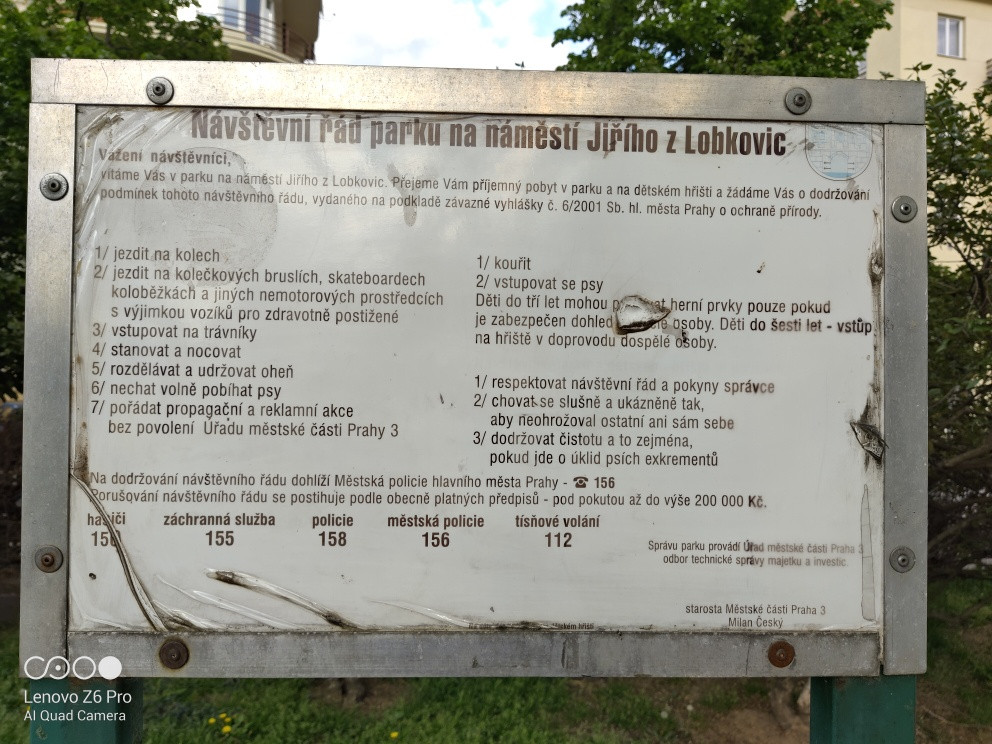 Návštěvní řád parku na náměstí Jiřího z Lobkovic
Vážení návštěvníci,
vítáme Vás v parku na náměstí Jiřího z Lobkovic. Přejeme Vám příjemný pobyt v parku a na dětském hřišti a žádáme Vás o dodržování
podmínek tohoto návštěvního řádu, vydaného na podkladě závazné vyhlášky č. 6/2001 Sb. hl. města Prahy o ochraně přírody.
1/ jezdit na kolech
2/ jezdit na kolečkových bruslích, skateboardech
koloběžkách a jiných nemotorových prostředcích
s výjimkou vozíků pro zdravotně postižené
3/ vstupovat na trávníky
4/ stanovat a nocovat
5/ rozdělávat a udržovat oheň
6/ nechat volně pobíhat psy
7/ pořádat propagační a reklamní akce
bez povolení Úřadu městské části Prahy 3
1/ kouřit
2/ vstupovat se psy
Děti do tří let mohou herní prvky pouze pokud
je zabezpečen dohled osoby. Děti do šesti let - vstup
na hřiště v doprovodu dospělé osoby.
1/ respektovat návštěvní řád a pokyny správce
2/ chovat se slušně a ukázněně tak,
aby neohrožoval ostatní ani sám sebe
3/ dodržovat čistotu a to zejména,
pokud jde o úklid psích exkrementů
Na dodržování návštěvního řádu dohlíží Městská policie hlavního města Prahy - ☎ 156
Porušování návštěvního řádu se postihuje podle obecně platných předpisů - pod pokutou až do výše 200 000 Kč.
hasiči záchranná služba policie městská policie tísňové volání
155 158 156 112
Správu parku provádí Úřad městské části Praha 3
odbor technické správy majetku a investic.
starosta Městské části Praha 3
Milan Český
Lenovo Z6 Pro
AI Quad Camera